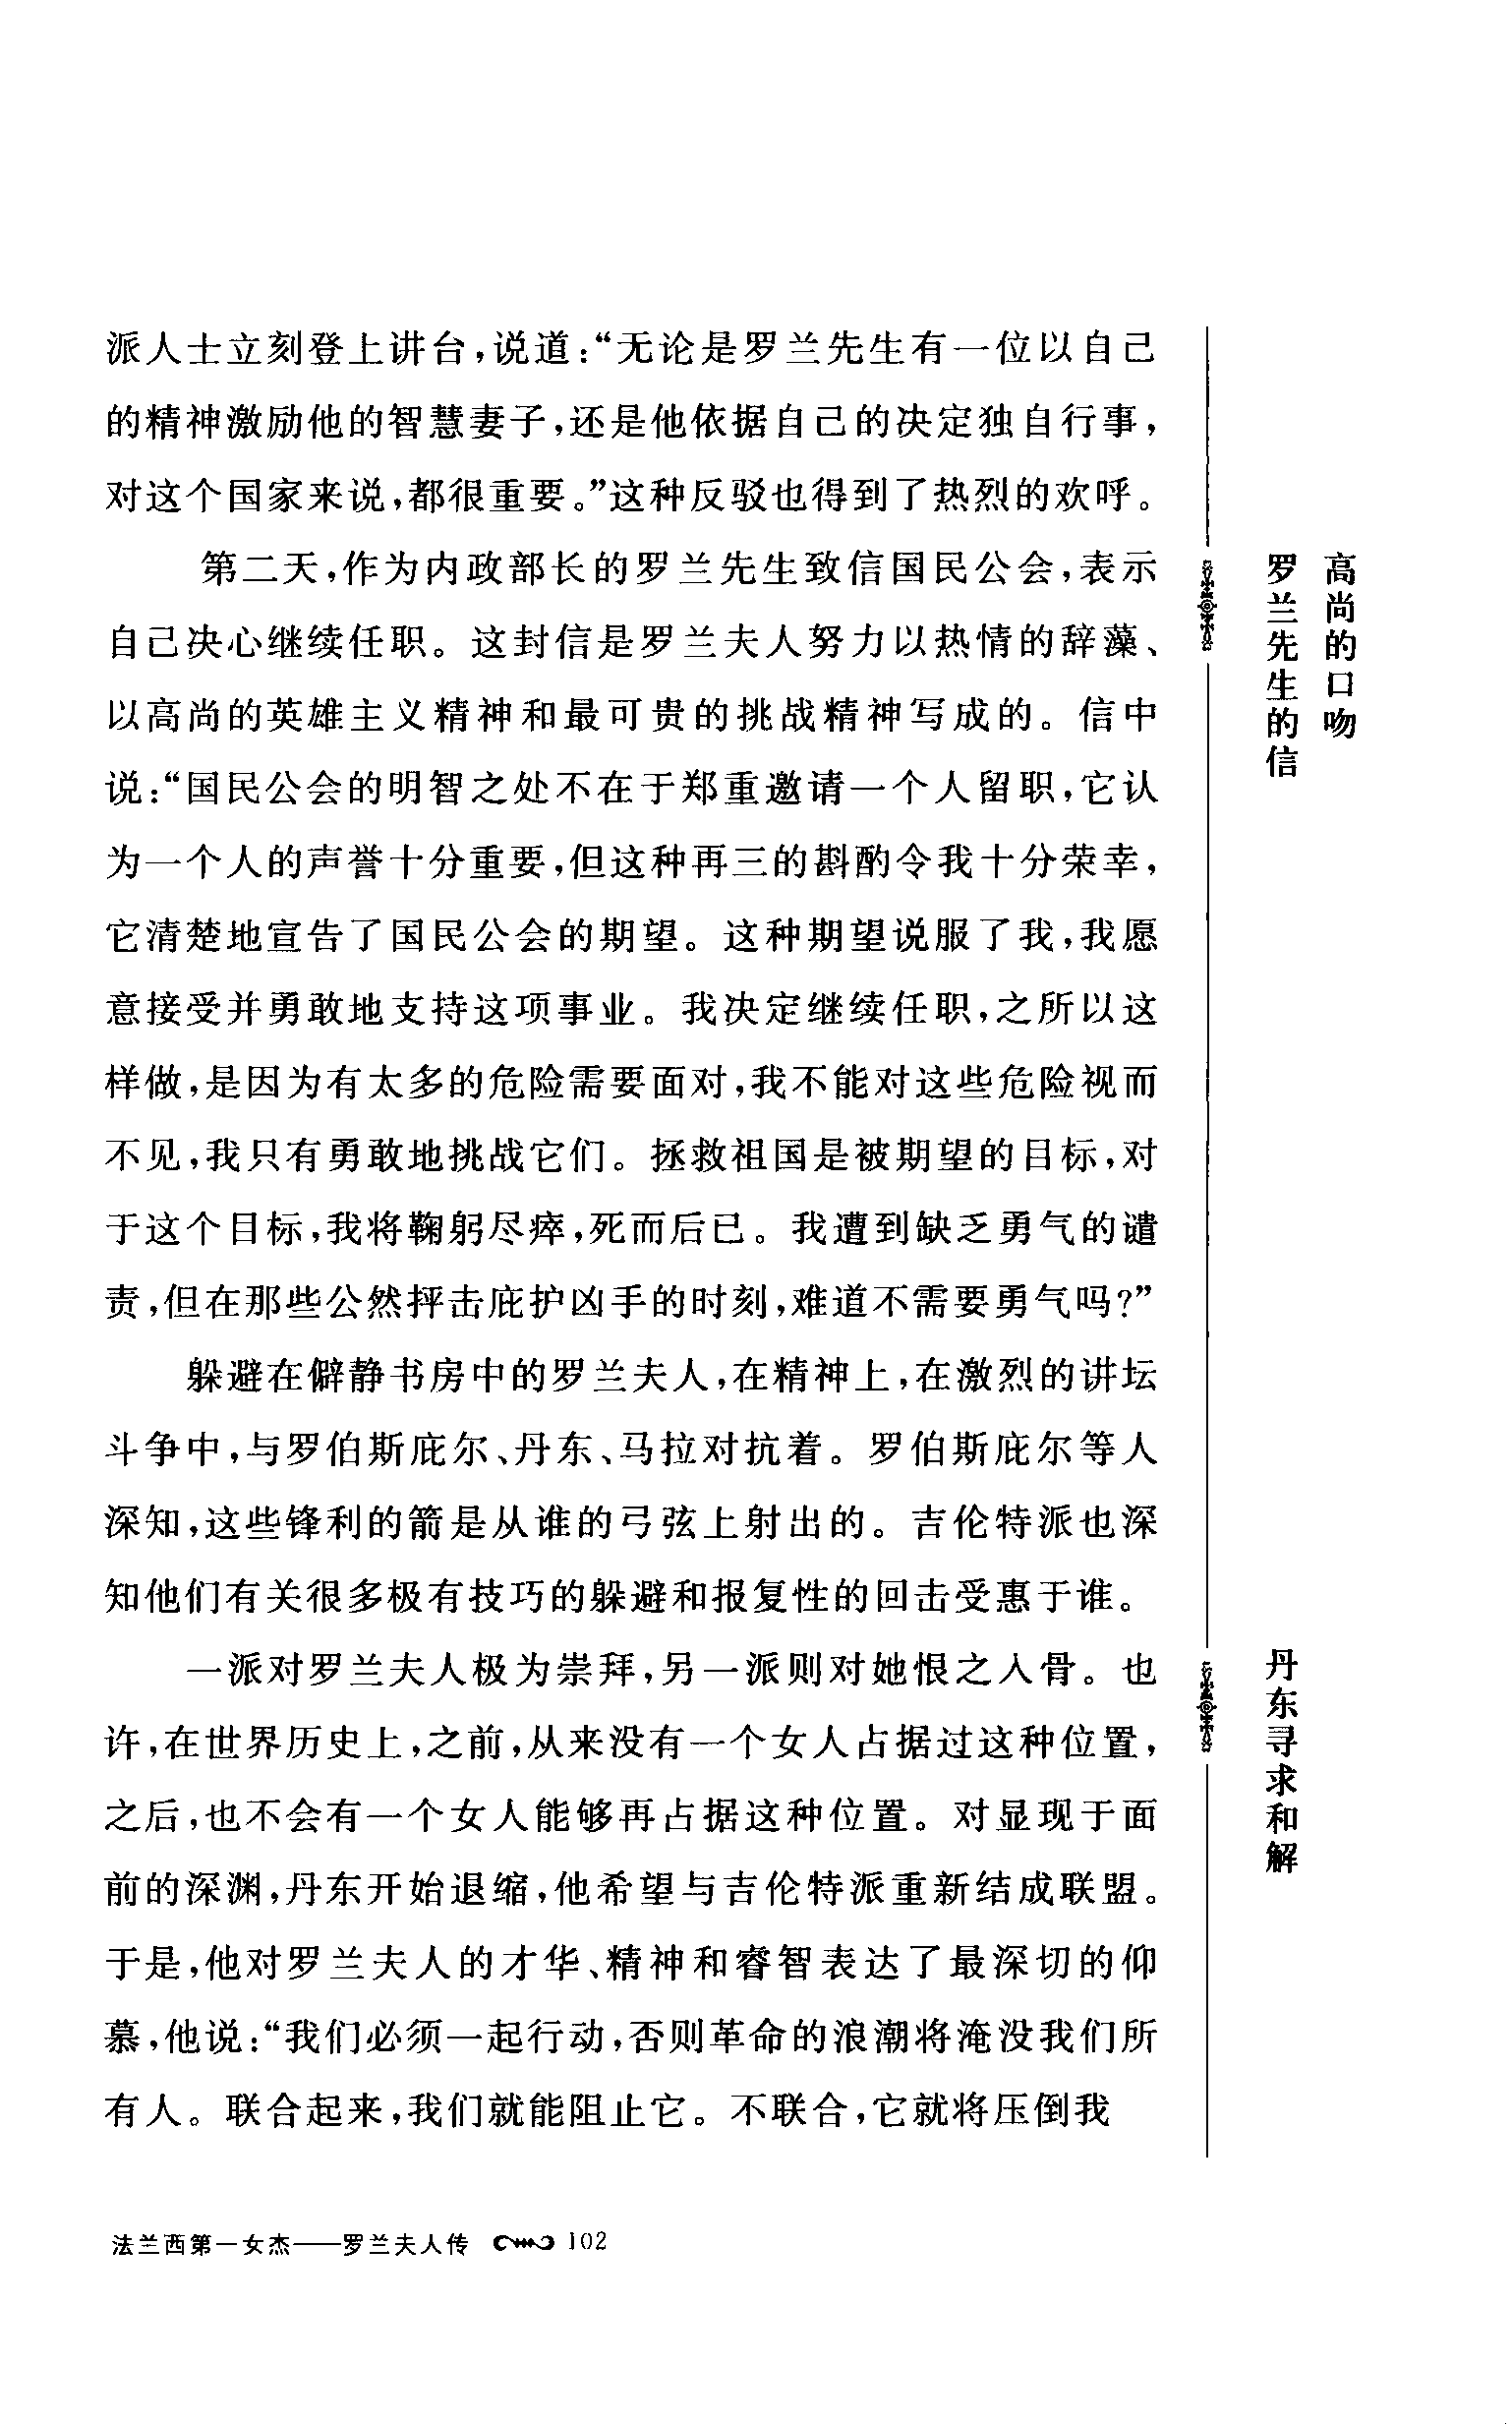 派人士立刻登上讲台，说道：“无论是罗兰先生有一位以自己
的精神激励他的智慧妻子，还是他依据自己的决定独自行事，
对这个国家来说，都很重要。”这种反驳也得到了热烈的欢呼。
第二天，作为内政部长的罗兰先生致信国民公会，表示
自己决心继续任职。这封信是罗兰夫人努力以热情的辞藻、
以高尚的英雄主义精神和最可贵的挑战精神写成的。信中
说：“国民公会的明智之处不在于郑重邀请一个人留职，它认
为一个人的声誉十分重要，但这种再三的斟酌令我十分荣幸，
它清楚地宣告了国民公会的期望。这种期望说服了我，我愿
意接受并勇敢地支持这项事业。我决定继续任职，之所以这
样做，是因为有太多的危险需要面对，我不能对这些危险视而
不见，我只有勇敢地挑战它们。拯救祖国是被期望的目标，对
于这个目标，我将鞠躬尽瘁，死而后已。我遭到缺乏勇气的谴
责，但在那些公然抨击庇护凶手的时刻，难道不需要勇气吗？”
躲避在僻静书房中的罗兰夫人，在精神上，在激烈的讲坛
斗争中，与罗伯斯庇尔、丹东、马拉对抗着。罗伯斯庇尔等人
深知，这些锋利的箭是从谁的弓弦上射出的。吉伦特派也深
知他们有关很多极有技巧的躲避和报复性的回击受惠于谁。
一派对罗兰夫人极为崇拜，另一派则对她恨之入骨。也
许，在世界历史上，之前，从来没有一个女人占据过这种位置，
之后，也不会有一个女人能够再占据这种位置。对显现于面
前的深渊，丹东开始退缩，他希望与吉伦特派重新结成联盟。
于是，他对罗兰夫人的才华、精神和睿智表达了最深切的仰
慕，他说：“我们必须一起行动，否则革命的浪潮将淹没我们所
有人。联合起来，我们就能阻止它。不联合，它就将压倒我
高尚的口吻
罗兰先生的信
丹东寻求和解
法兰西第一女杰——罗兰夫人传 102